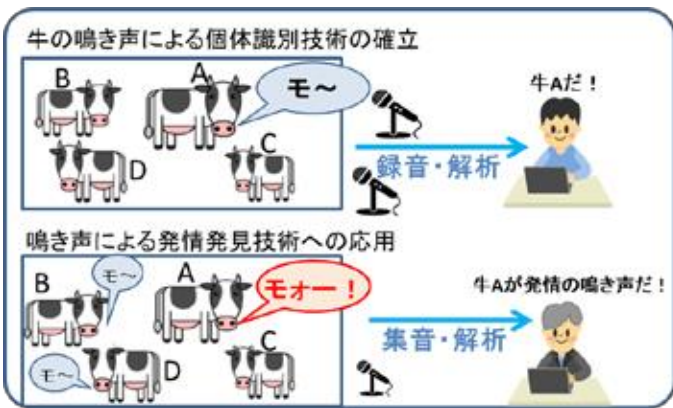 牛の鳴き声による個体識別技術の確立
B
A
モ～
D
C
録音・解析
牛Aだ！
鳴き声による発情発見技術への応用
B
モ～
A
モォー！
モ～
D
C
集音・解析
牛Aが発情の鳴き声だ！